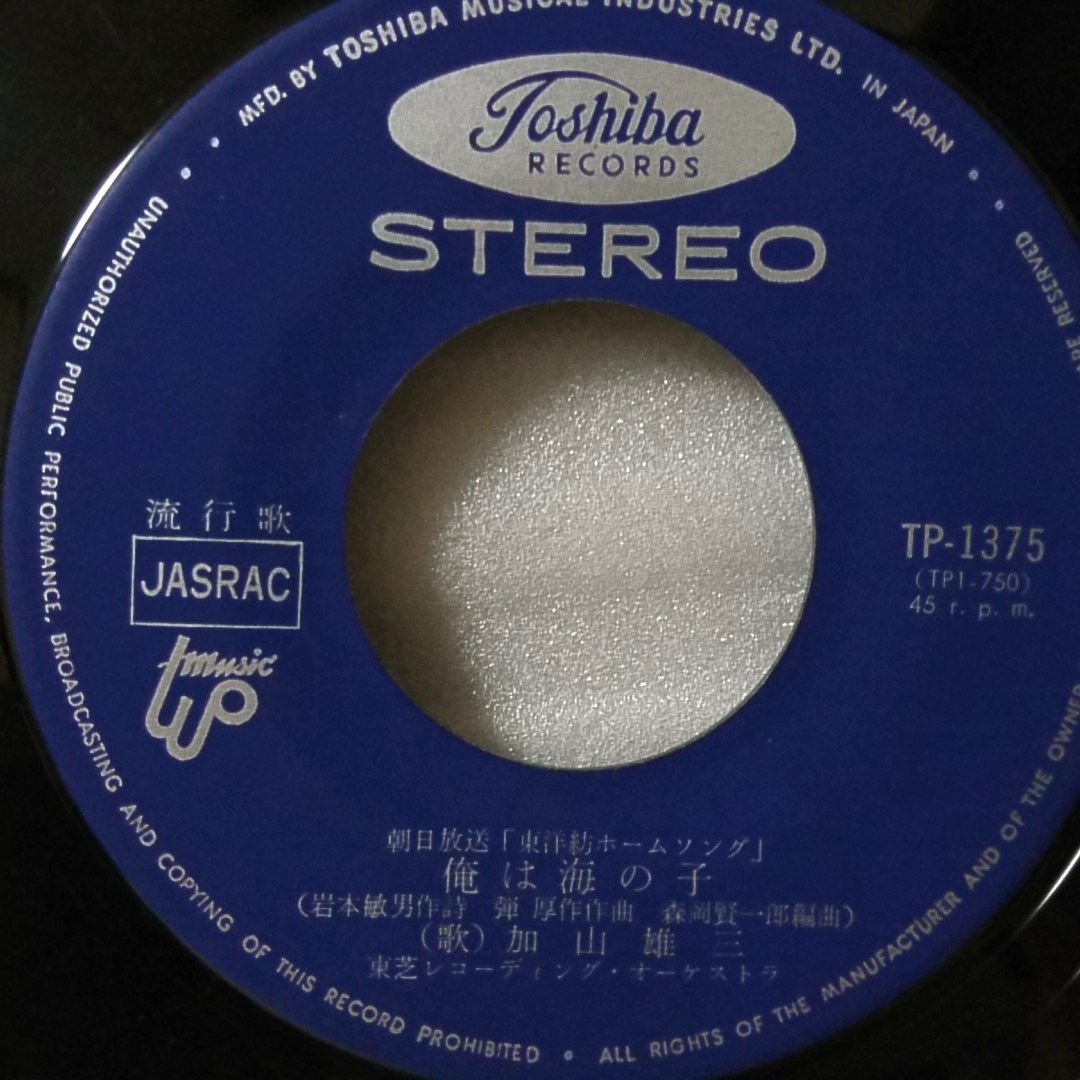 MFD. BY TOSHIBA MUSICAL INDUSTRIES LTD. IN JAPAN
Toshiba
RECORDS
STEREO
流行歌
JASRAC
music
up
TP-1375
(TP1-750)
45 r. p. m.
朝日放送「東洋紡ホームソング」
俺は海の子
(岩本敏男作詩 弾 厚作作曲 森岡賢一郎編曲)
(歌)加山雄三
東芝レコーディング・オーケストラ
UNAUTHORIZED PUBLIC PERFORMANCE, BROADCASTING AND COPYING OF THIS RECORD PROHIBITED
ALL RIGHTS OF THE MANUFACTURER AND OF THE OWNER
RESERVED